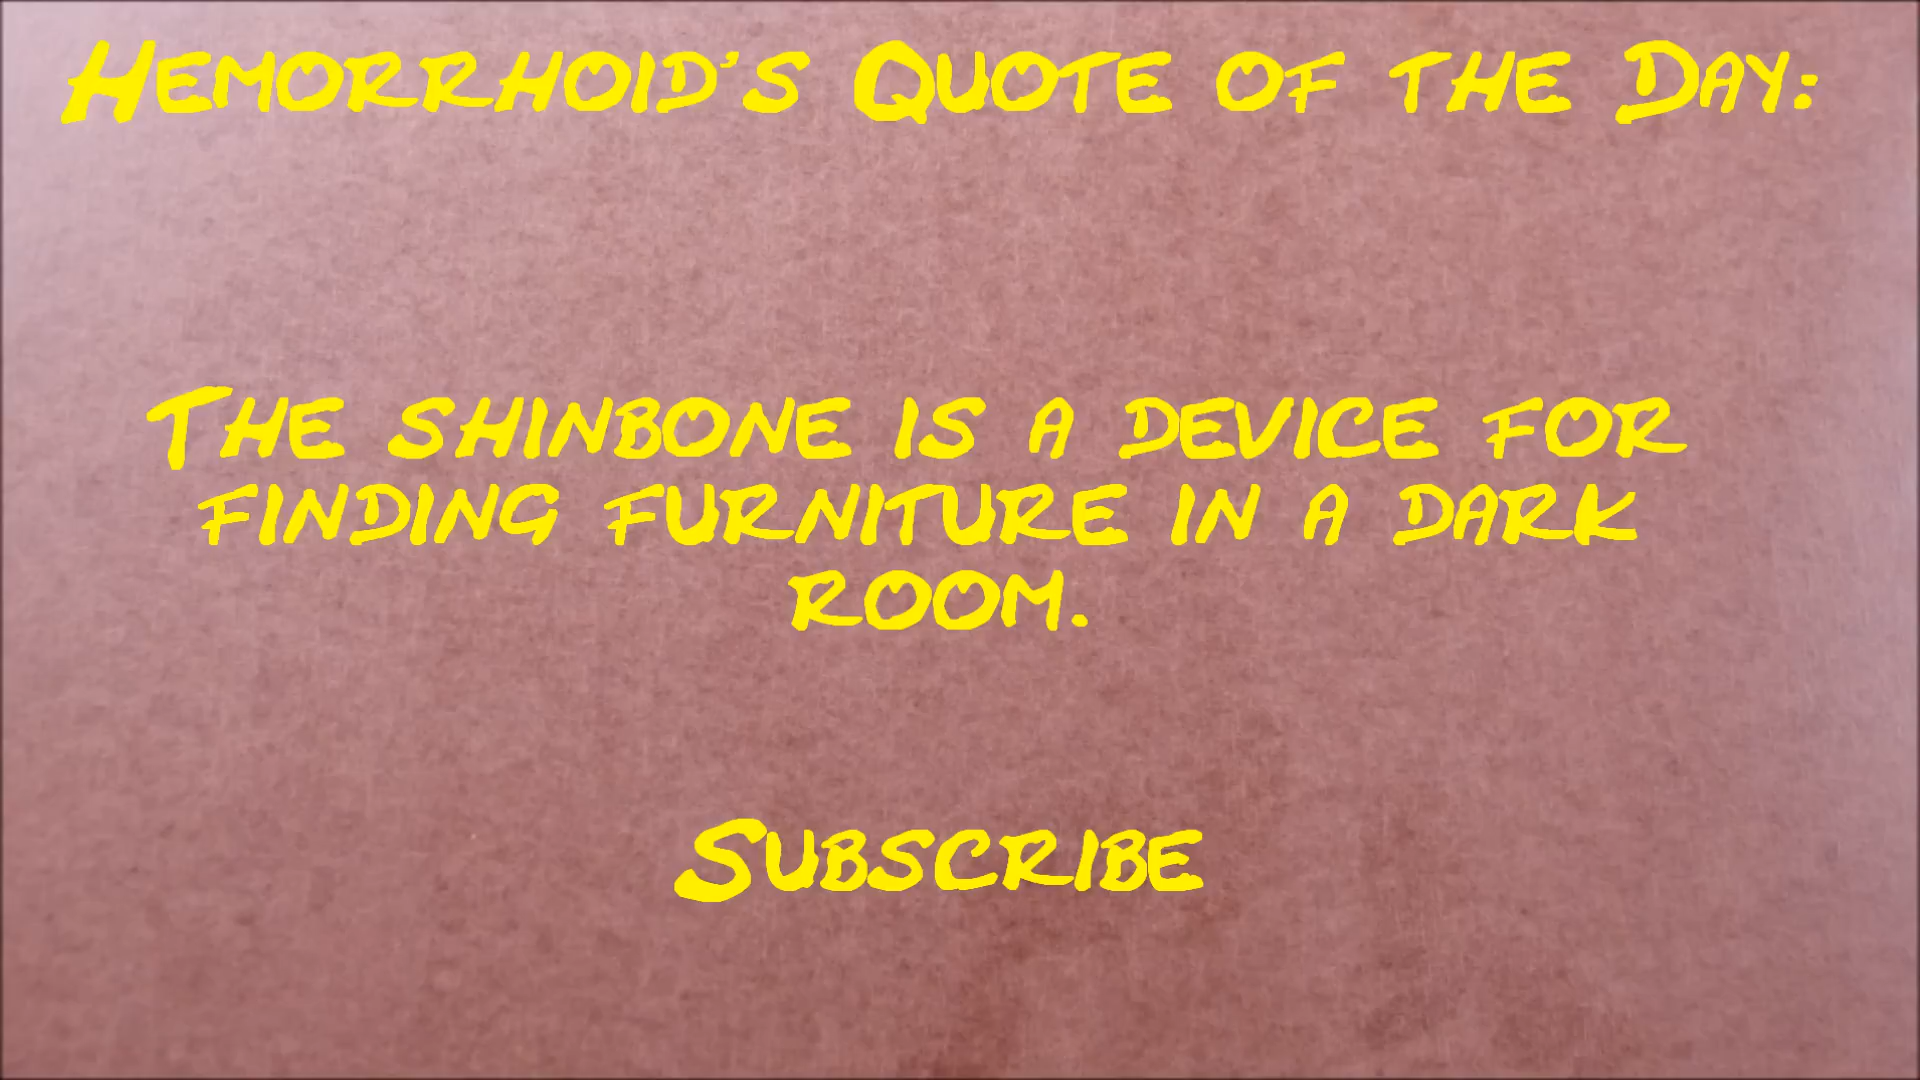 Hemorrhoid's Quote of the Day:
The shinbone is a device for
finding furniture in a dark
room.
Subscribe